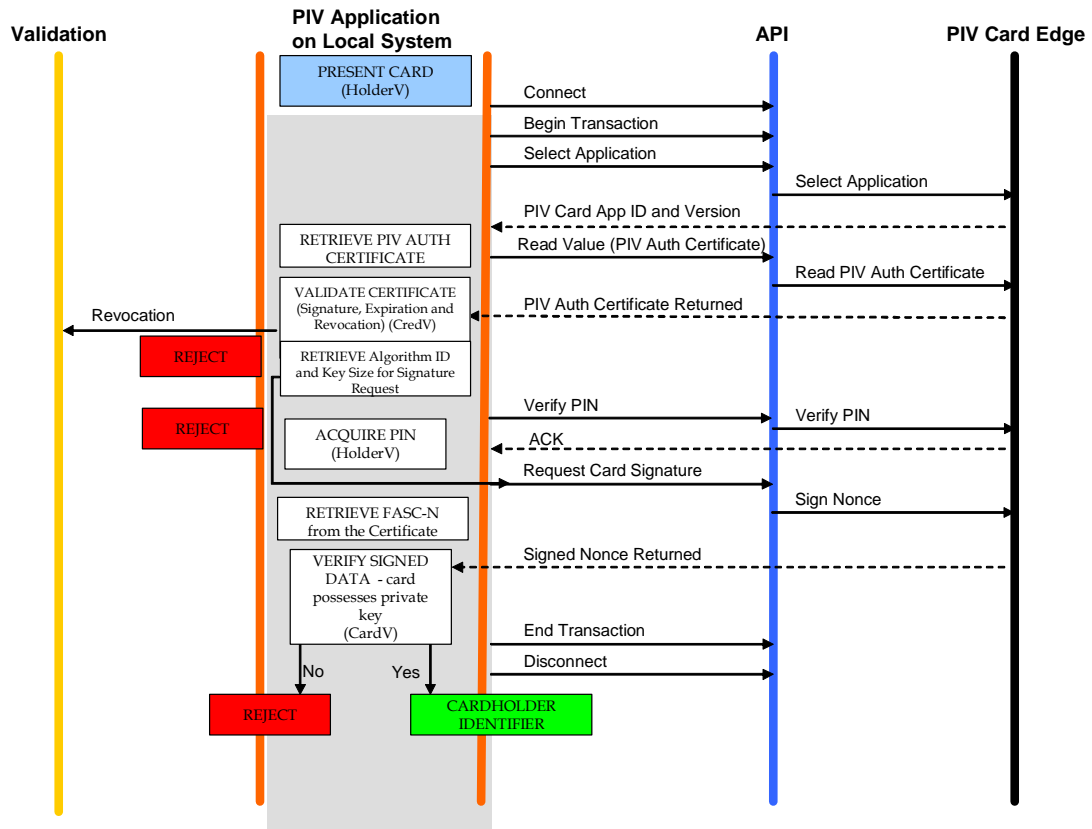 PIV Application
on Local System
Validation
API
PIV Card Edge
PRESENT CARD
(HolderV)
Connect
Begin Transaction
Select Application
Select Application
PIV Card App ID and Version
RETRIEVE PIV AUTH
CERTIFICATE
Read Value (PIV Auth Certificate)
Read PIV Auth Certificate
VALIDATE CERTIFICATE
(Signature, Expiration and
Revocation) (CredV)
PIV Auth Certificate Returned
Revocation
REJECT
RETRIEVE Algorithm ID
and Key Size for Signature
Request
Verify PIN
Verify PIN
REJECT
ACQUIRE PIN
(HolderV)
ACK
Request Card Signature
Sign Nonce
RETRIEVE FASC-N
from the Certificate
Signed Nonce Returned
VERIFY SIGNED
DATA - card
possesses private
key
(CardV)
End Transaction
Disconnect
No
Yes
REJECT
CARDHOLDER
IDENTIFIER